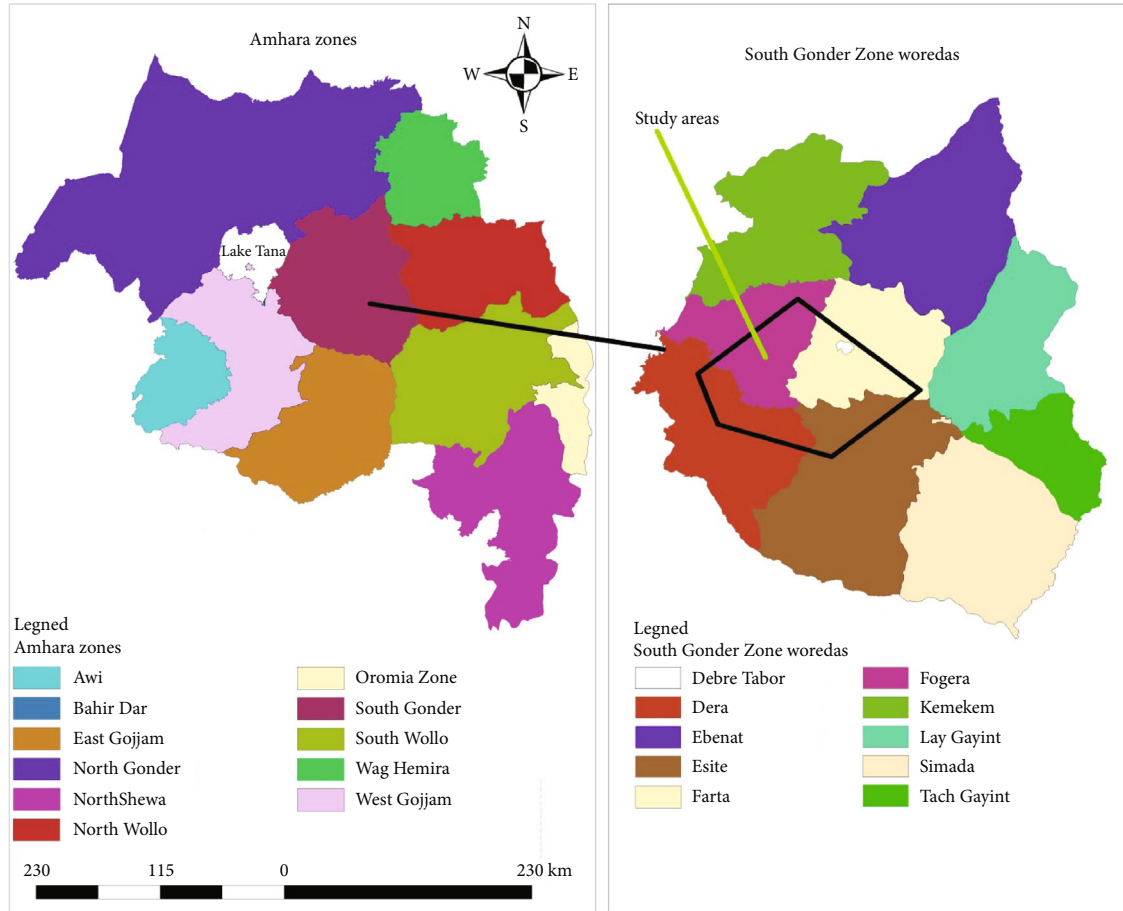 Amhara zones
N
W
E
S
Lake Tana
Legned
Amhara zones
Awi
Bahir Dar
East Gojjam
North Gonder
NorthShewa
North Wollo
Oromia Zone
South Gonder
South Wollo
Wag Hemira
West Gojjam
230 115 0 230 km
South Gonder Zone woredas
Study areas
Legned
South Gonder Zone woredas
Debre Tabor
Dera
Ebenat
Esite
Farta
Fogera
Kemekem
Lay Gayint
Simada
Tach Gayint